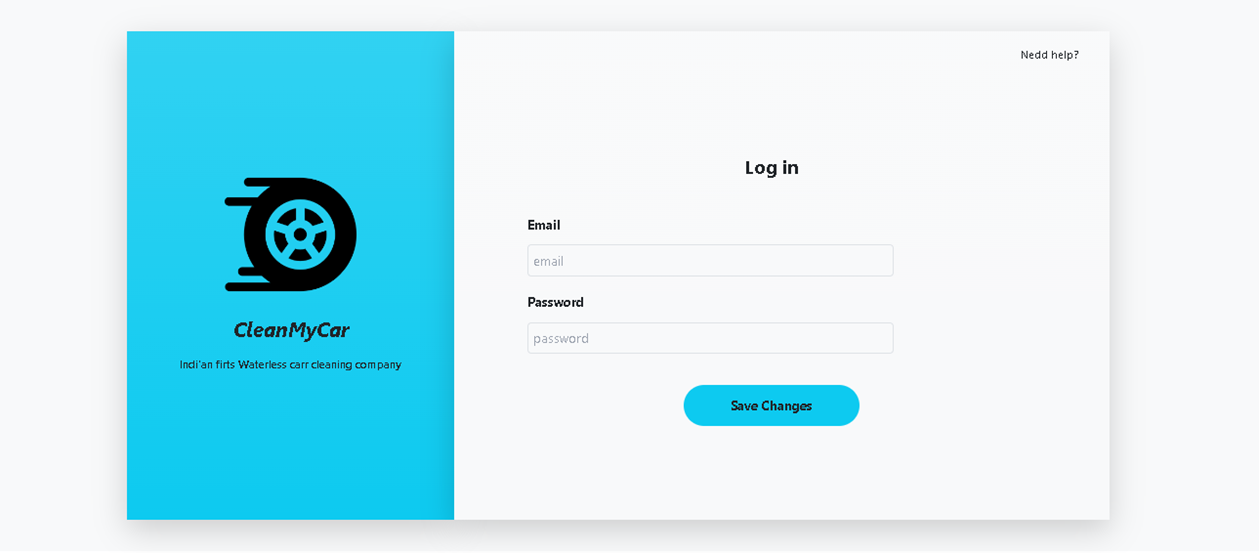 Nedd help?
CleanMyCar
Indi'an firts Waterless carr cleaning company
Log in
Email
email
Password
password
Save Changes